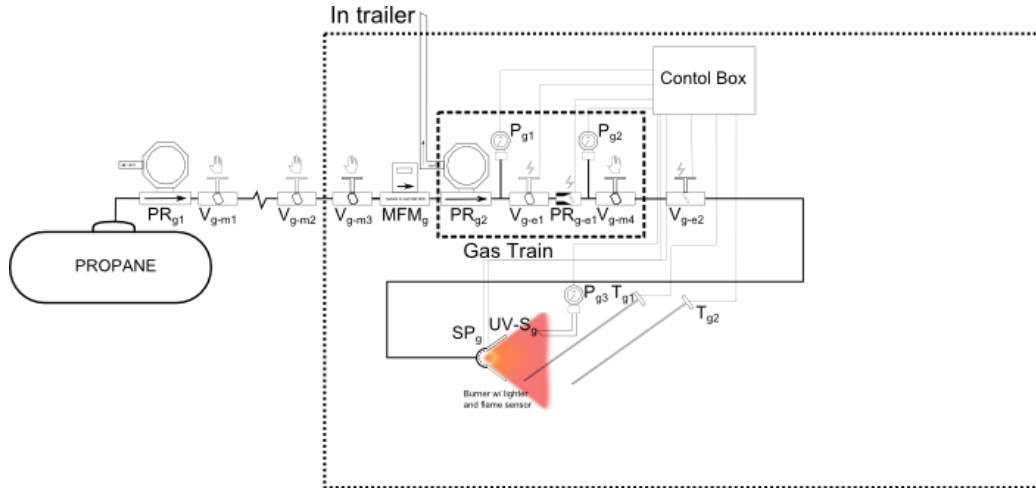 In trailer
Contol Box
Pg1
Pg2
PRg1
Vg-m1
Vg-m2
Vg-m3
MFMg
PRg2
Vg-e1
PRg-e1
Vg-m4
Vg-e2
Gas Train
PROPANE
Pg3
Tg1
Tg2
SPg
UV-Sg
Burner w/ lighter
and flame sensor